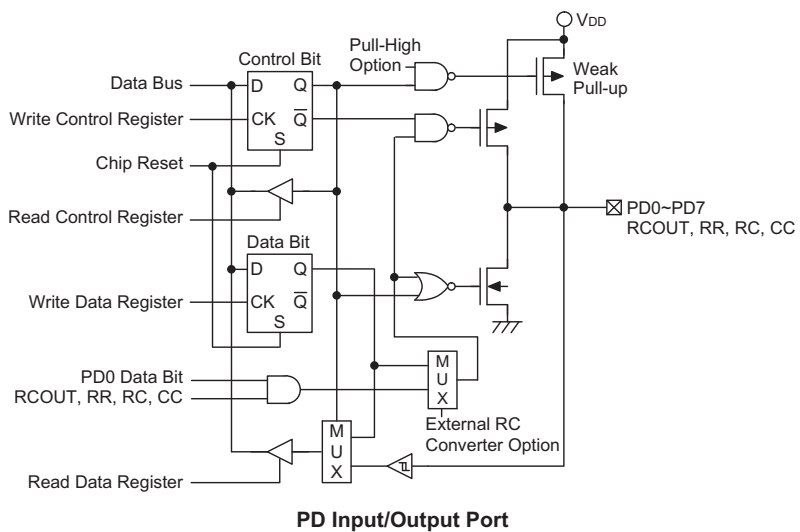 VDD
Pull-High
Option
Weak
Pull-up
Control Bit
Data Bus
D Q
Write Control Register
CK Q
S
Chip Reset
Read Control Register
PD0~PD7
RCOUT, RR, RC, CC
Data Bit
D Q
Write Data Register
CK Q
S
PD0 Data Bit
RCOUT, RR, RC, CC
M
U
X
External RC
Converter Option
M
U
X
Read Data Register
PD Input/Output Port